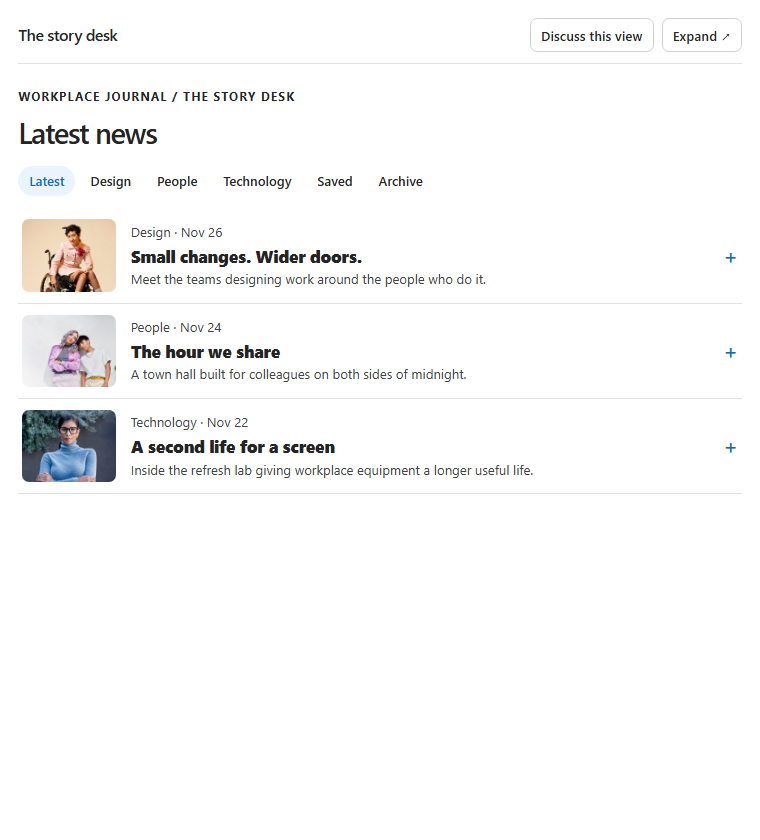 The story desk
Discuss this view
Expand ↗
WORKPLACE JOURNAL / THE STORY DESK
Latest news
Latest Design People Technology Saved Archive
Design · Nov 26
Small changes. Wider doors.
Meet the teams designing work around the people who do it.
+
People · Nov 24
The hour we share
A town hall built for colleagues on both sides of midnight.
+
Technology · Nov 22
A second life for a screen
Inside the refresh lab giving workplace equipment a longer useful life.
+